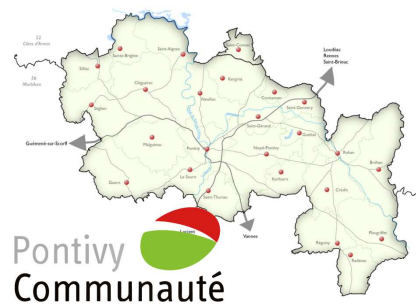 22
Côtes d'Armor
56
Morbihan
Loudéac
Rennes
Saint-Brieuc
Sainte-Brigitte
Saint-Aignan
Silfiac
Cléguérec
Kergrist
Neulliac
Croixanvec
Saint-Gonnery
Séglien
Saint-Gérand
Gueltas
Guémené-sur-Scorff
Malguénac
Pontivy
Noyal-Pontivy
Rohan
Bréhan
Le Sourn
Kerfourn
Guern
Crédin
Saint-Thuriau
Pleugriffet
Locminé
Vannes
Réguiny
Radenac
Pontivy
Communauté